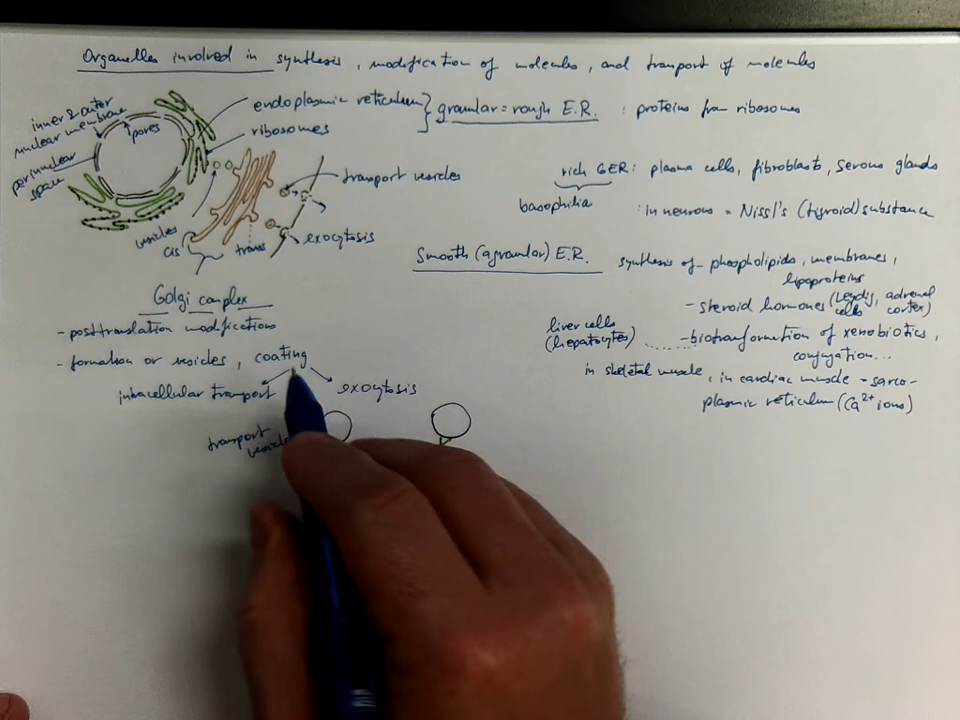 Organelles involved in synthesis, modification of molecules, and transport of molecules
inner & outer
nuclear membrane
pores
perinuclear
space
endoplasmic reticulum } granular = rough E.R. : proteins from ribosomes
ribosomes
transport vesicles
vesicles
cis
trans
exocytosis
rich GER: plasma cells, fibroblasts, serous glands
basophilia
: in neurons = Nissl's (tigroid) substance
Smooth (agranular) E.R. synthesis of - phospholipids, membranes,
lipoproteins
- steroid hormones (Leydig cells, adrenal cortex)
liver cells
(hepatocytes) ...... - biotransformation of xenobiotics,
conjugation...
in skeletal muscle, in cardiac muscle - sarco-
plasmic reticulum (Ca2+ ions)
Golgi complex
- posttranslation modifications
- formation or vesicles, coating
intracellular transport
exocytosis
transport